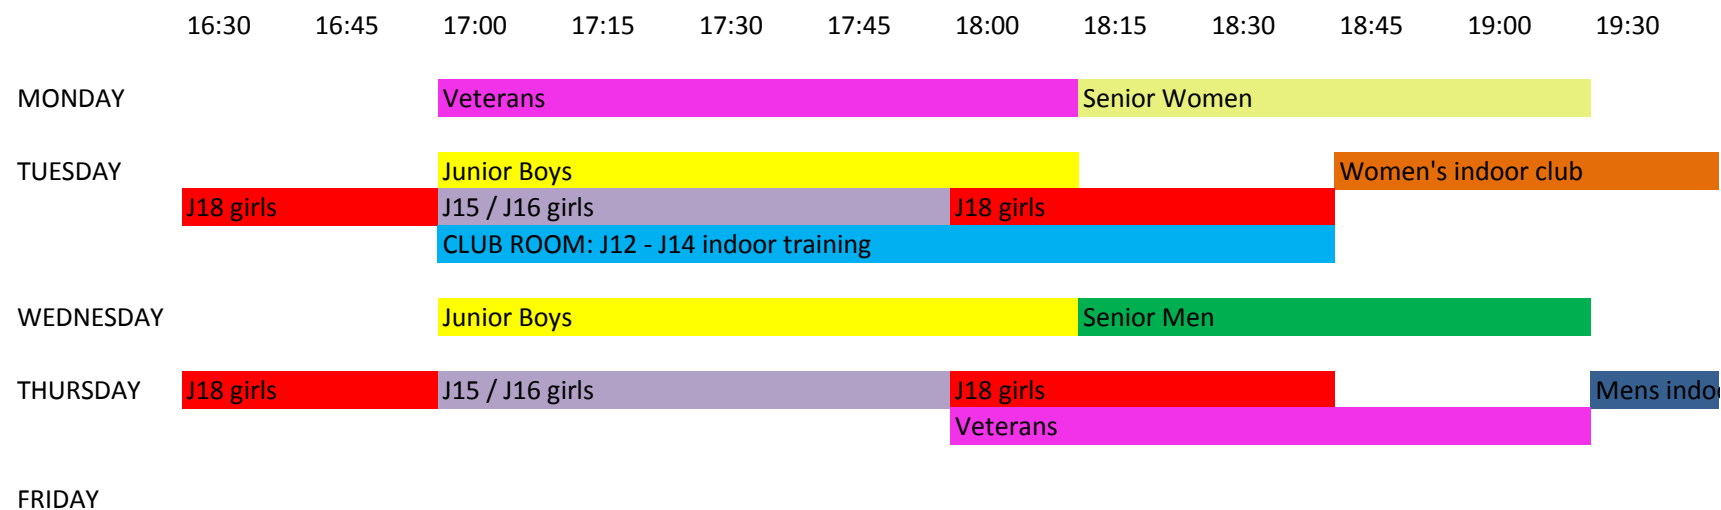 16:30 16:45 17:00 17:15 17:30 17:45 18:00 18:15 18:30 18:45 19:00 19:30
MONDAY Veterans Senior Women
TUESDAY Junior Boys Women's indoor club
J18 girls J15 / J16 girls J18 girls
CLUB ROOM: J12 - J14 indoor training
WEDNESDAY Junior Boys Senior Men
THURSDAY J18 girls J15 / J16 girls J18 girls Mens
Veterans
FRIDAY